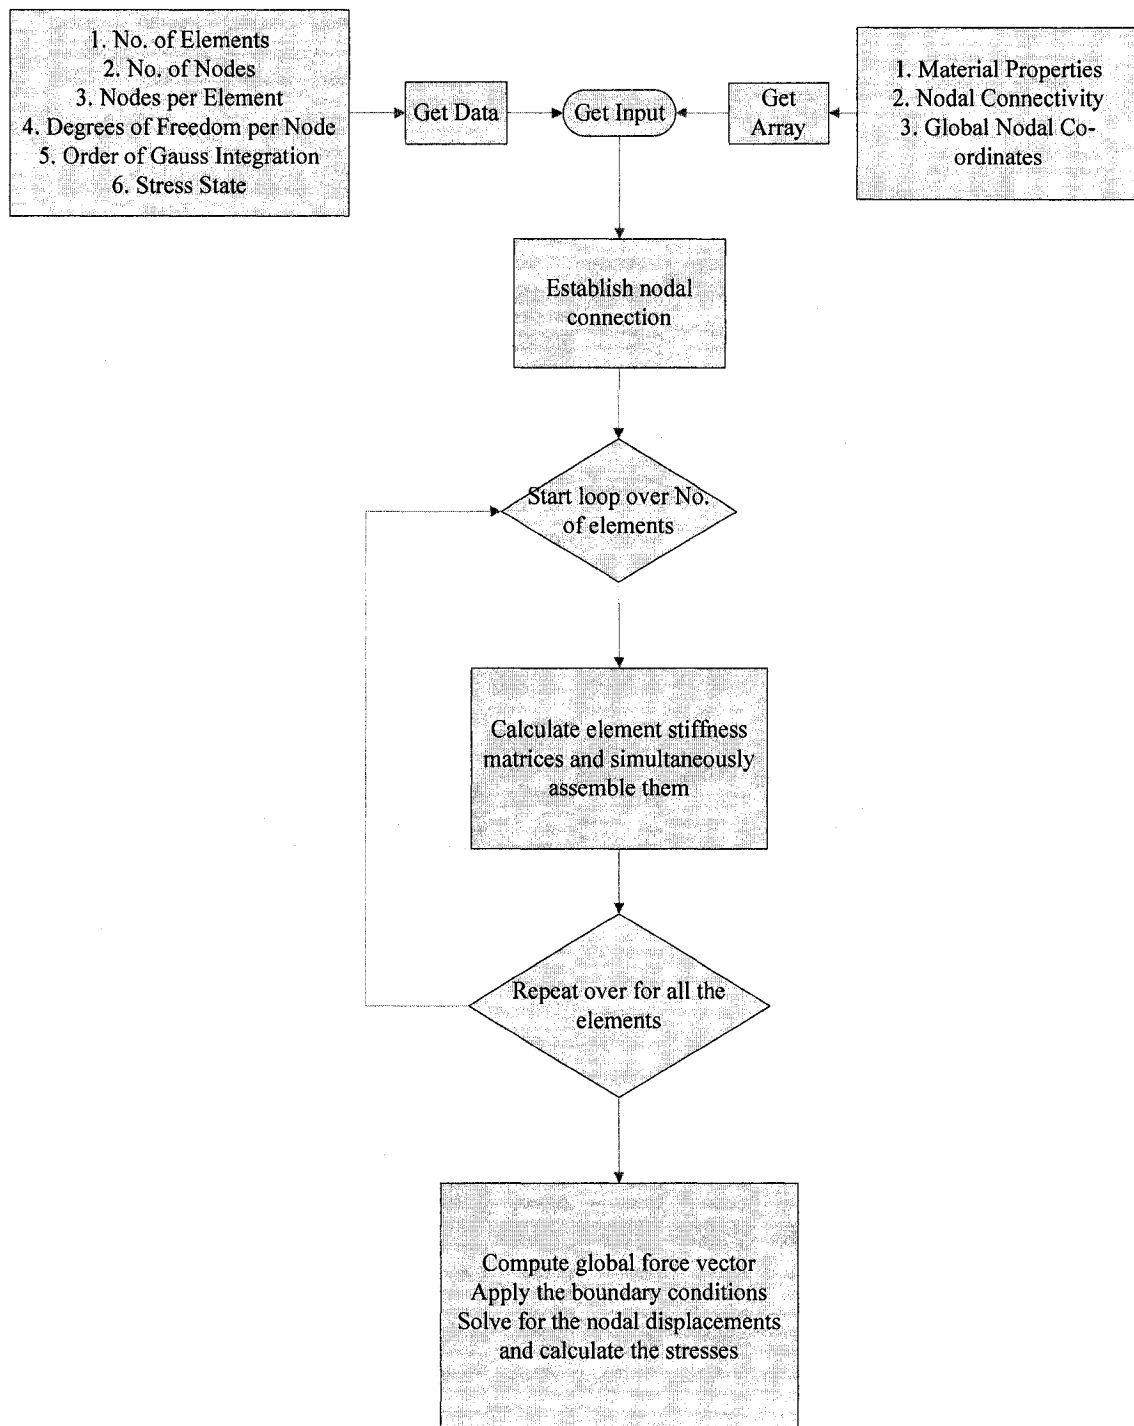 1. No. of Elements
2. No. of Nodes
3. Nodes per Element
4. Degrees of Freedom per Node
5. Order of Gauss Integration
6. Stress State
Get Data
Get Input
Get
Array
1. Material Properties
2. Nodal Connectivity
3. Global Nodal Co-
ordinates
Establish nodal
connection
Start loop over No.
of elements
Calculate element stiffness
matrices and simultaneously
assemble them
Repeat over for all the
elements
Compute global force vector
Apply the boundary conditions
Solve for the nodal displacements
and calculate the stresses